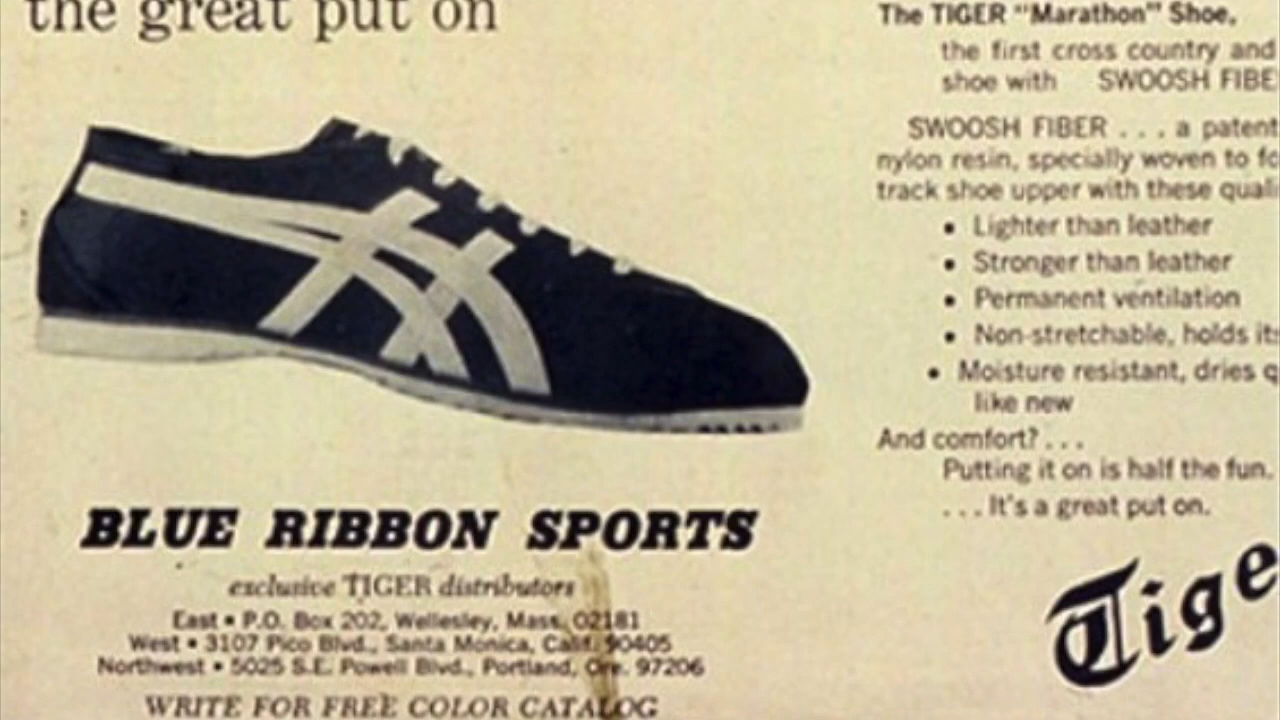 the great put on
BLUE RIBBON SPORTS
exclusive TIGER distributors
East • P.O. Box 202, Wellesley, Mass. 02181
West • 3107 Pico Blvd., Santa Monica, Calif. 90405
Northwest • 5025 S.E. Powell Blvd., Portland, Ore. 97206
WRITE FOR FREE COLOR CATALOG
The TIGER "Marathon" Shoe,
the first cross country and
shoe with SWOOSH FIBE
SWOOSH FIBER . . . a patent
nylon resin, specially woven to fo
track shoe upper with these quali
• Lighter than leather
• Stronger than leather
• Permanent ventilation
• Non-stretchable, holds its
• Moisture resistant, dries q
like new
And comfort? . . .
Putting it on is half the fun.
. . . It's a great put on.
Tige